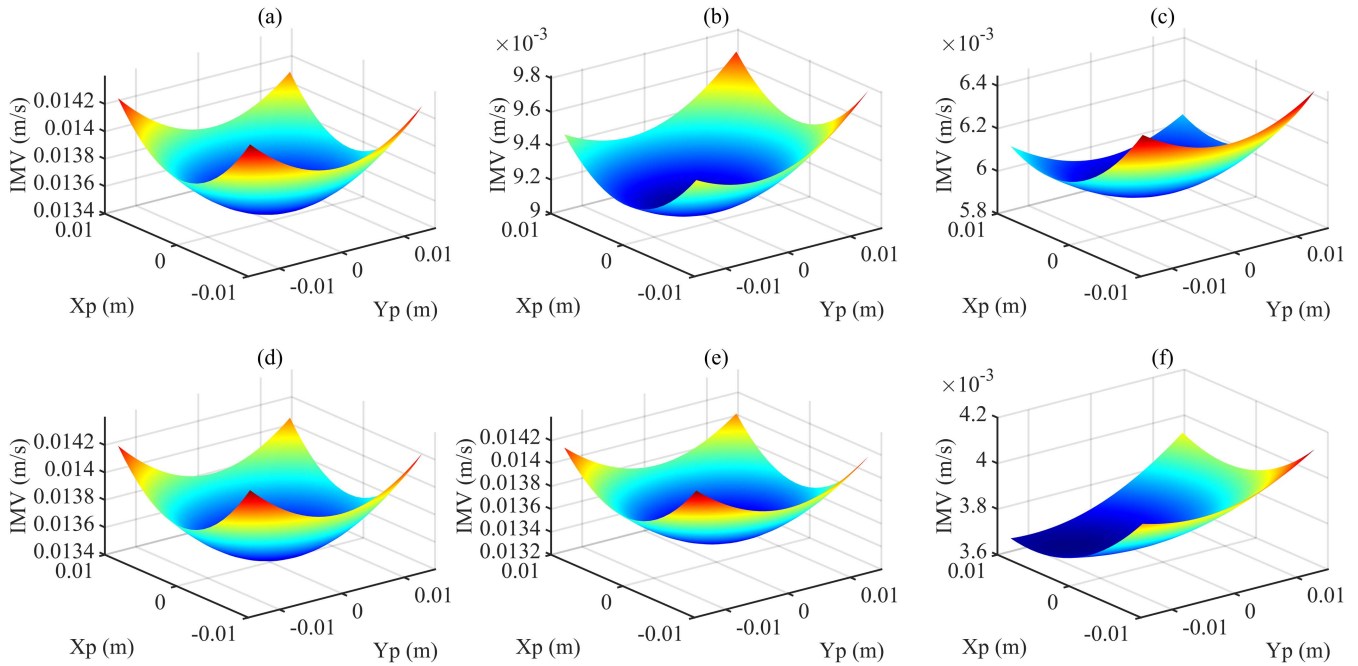 (a)
IMV (m/s)
0.0142
0.014
0.0138
0.0136
0.0134
0.01
0
-0.01
Xp (m)
-0.01
0
0.01
Yp (m)
(b)
×10⁻³
IMV (m/s)
9.8
9.6
9.4
9.2
9
0.01
0
-0.01
Xp (m)
-0.01
0
0.01
Yp (m)
(c)
×10⁻³
IMV (m/s)
6.4
6.2
6
5.8
0.01
0
-0.01
Xp (m)
-0.01
0
0.01
Yp (m)
(d)
IMV (m/s)
0.0142
0.014
0.0138
0.0136
0.0134
0.01
0
-0.01
Xp (m)
-0.01
0
0.01
Yp (m)
(e)
IMV (m/s)
0.0142
0.014
0.0138
0.0136
0.0134
0.0132
0.01
0
-0.01
Xp (m)
-0.01
0
0.01
Yp (m)
(f)
×10⁻³
IMV (m/s)
4.2
4
3.8
3.6
0.01
0
-0.01
Xp (m)
-0.01
0
0.01
Yp (m)